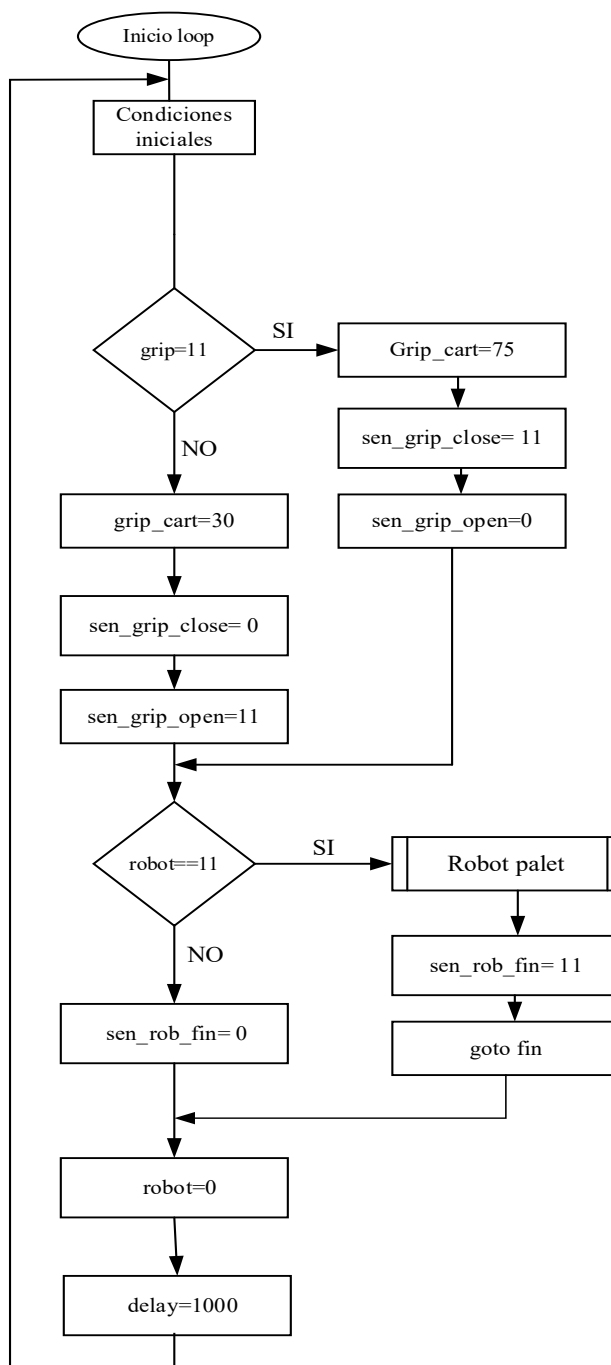 Inicio loop
Condiciones
iniciales
grip=11
SI
Grip_cart=75
sen_grip_close= 11
sen_grip_open=0
NO
grip_cart=30
sen_grip_close= 0
sen_grip_open=11
robot==11
SI
Robot palet
sen_rob_fin= 11
goto fin
NO
sen_rob_fin= 0
robot=0
delay=1000